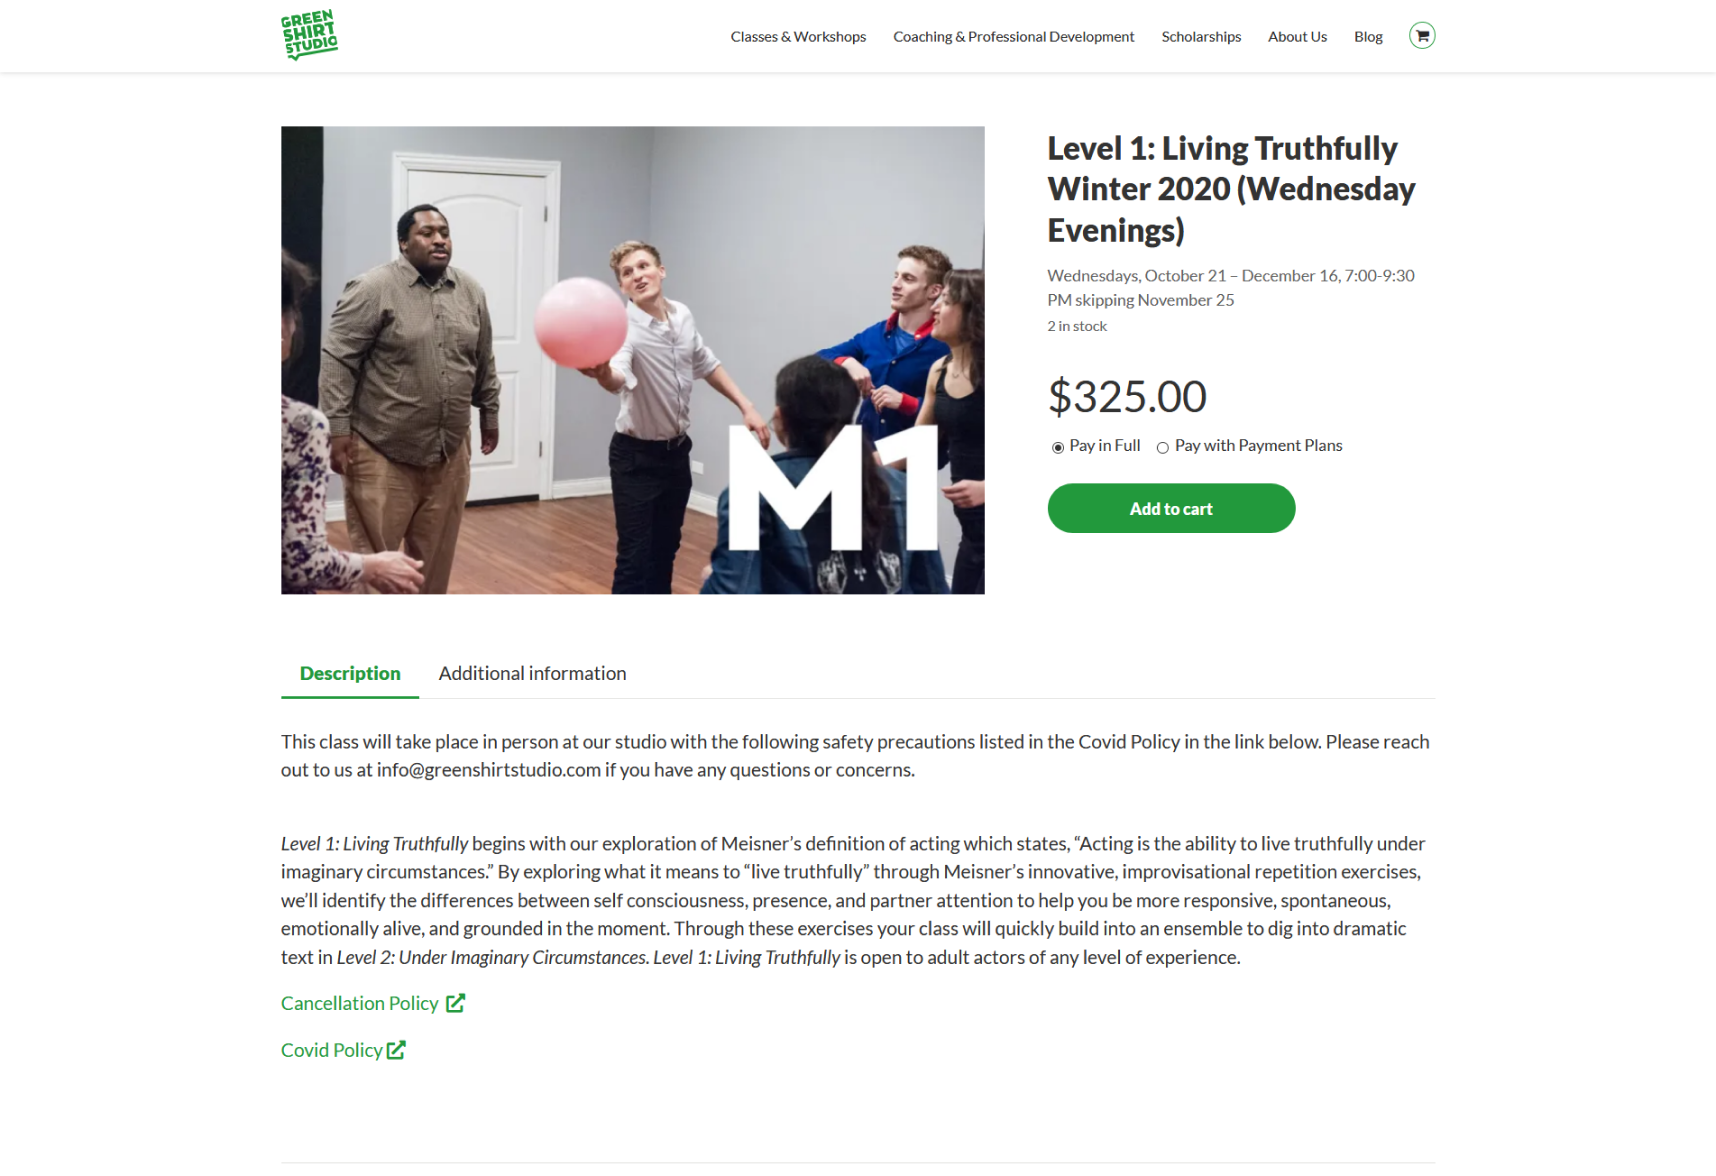 GREEN
SHIRT
STUDIO
Classes & Workshops
Coaching & Professional Development
Scholarships
About Us
Blog
M1
Level 1: Living Truthfully
Winter 2020 (Wednesday
Evenings)
Wednesdays, October 21 – December 16, 7:00-9:30
PM skipping November 25
2 in stock
$325.00
Pay in Full
Pay with Payment Plans
Add to cart
Description
Additional information
This class will take place in person at our studio with the following safety precautions listed in the Covid Policy in the link below. Please reach
out to us at info@greenshirtstudio.com if you have any questions or concerns.
Level 1: Living Truthfully begins with our exploration of Meisner’s definition of acting which states, “Acting is the ability to live truthfully under
imaginary circumstances.” By exploring what it means to “live truthfully” through Meisner’s innovative, improvisational repetition exercises,
we’ll identify the differences between self consciousness, presence, and partner attention to help you be more responsive, spontaneous,
emotionally alive, and grounded in the moment. Through these exercises your class will quickly build into an ensemble to dig into dramatic
text in Level 2: Under Imaginary Circumstances. Level 1: Living Truthfully is open to adult actors of any level of experience.
Cancellation Policy
Covid Policy